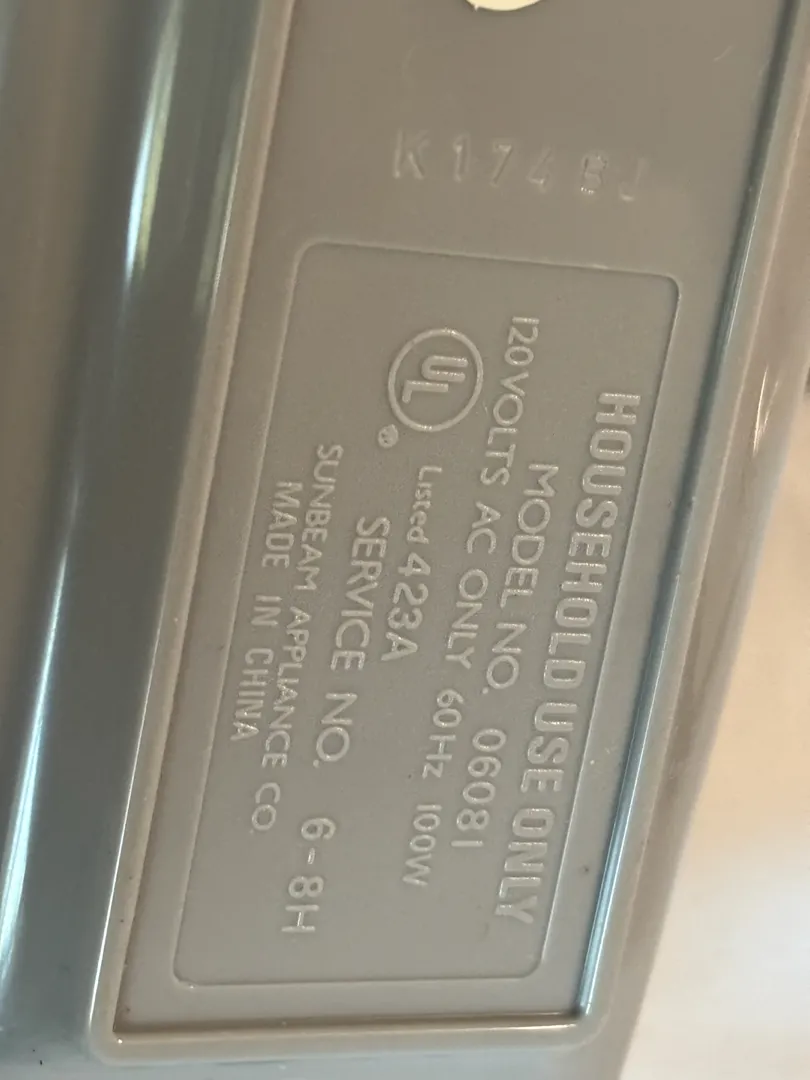 HOUSEHOLD USE ONLY
MODEL NO. 06081
120VOLTS AC ONLY 60Hz 100W
UL
Listed 423A
SERVICE NO. 6-8H
SUNBEAM APPLIANCE CO.
MADE IN CHINA